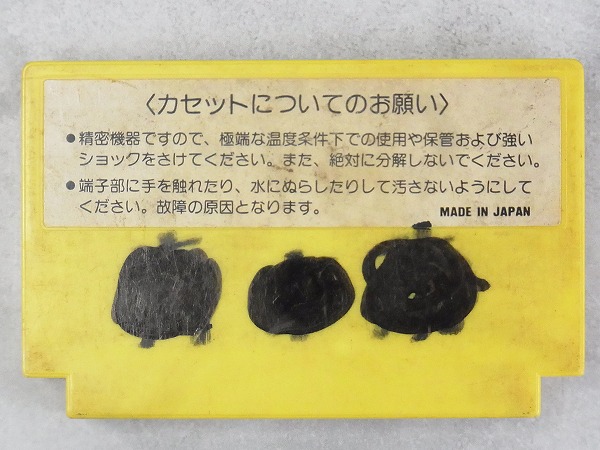 〈カセットについてのお願い〉
●精密機器ですので、極端な温度条件下での使用や保管および強い
ショックをさけてください。また、絶対に分解しないでください。
●端子部に手を触れたり、水にぬらしたりして汚さないようにして
ください。故障の原因となります。
MADE IN JAPAN